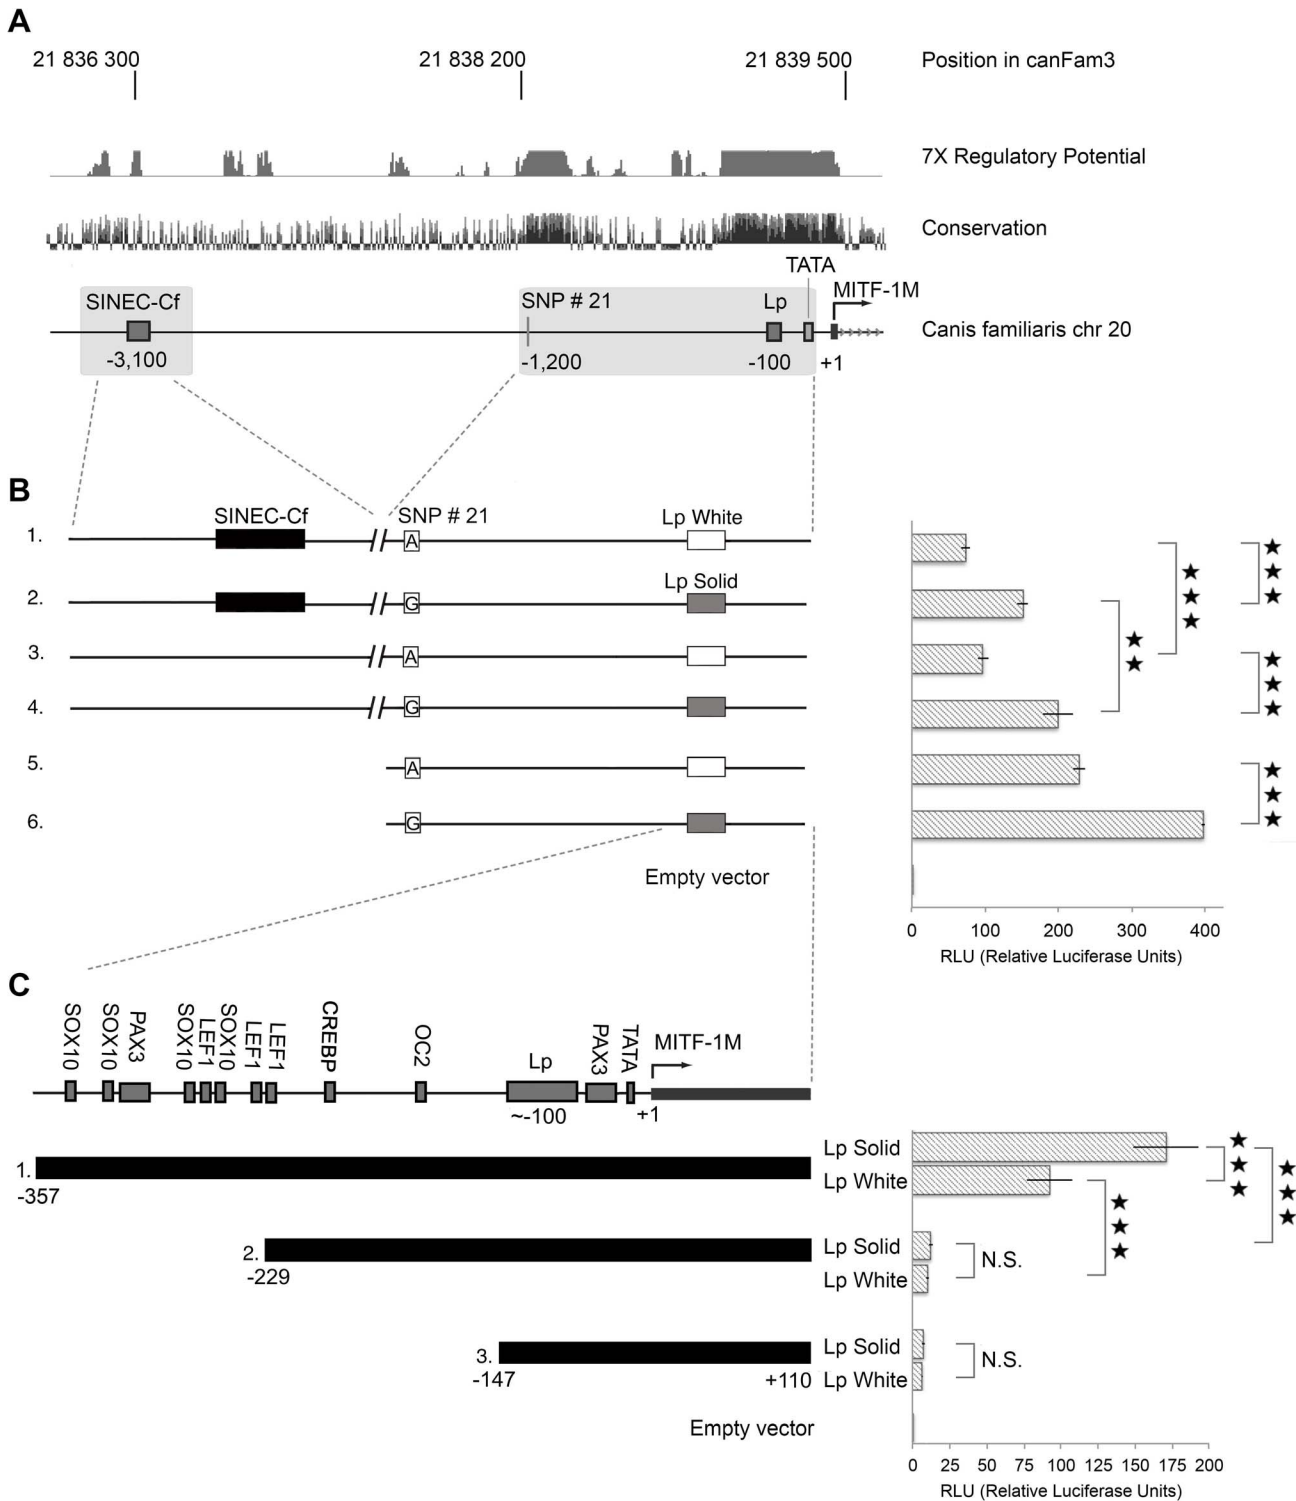 A
21 836 300 21 838 200 21 839 500 Position in canFam3
7X Regulatory Potential
Conservation
TATA
SINEC-Cf SNP # 21 Lp MITF-1M
Canis familiaris chr 20
-3,100 -1,200 -100 +1
B
SINEC-Cf SNP # 21 Lp White
1. A
Lp Solid
2. G
3. A
4. G
5. A
6. G
Empty vector
0 100 200 300 400
RLU (Relative Luciferase Units)
C
SOX10 SOX10 PAX3 SOX10 LEF1 SOX10 LEF1 LEF1 CREBP OC2 Lp PAX3 TATA MITF-1M
~-100 +1
1. Lp Solid
-357 Lp White
2. Lp Solid
-229 Lp White
N.S.
3. Lp Solid
-147 +110 Lp White
N.S.
Empty vector
0 25 50 75 100 125 150 175 200
RLU (Relative Luciferase Units)